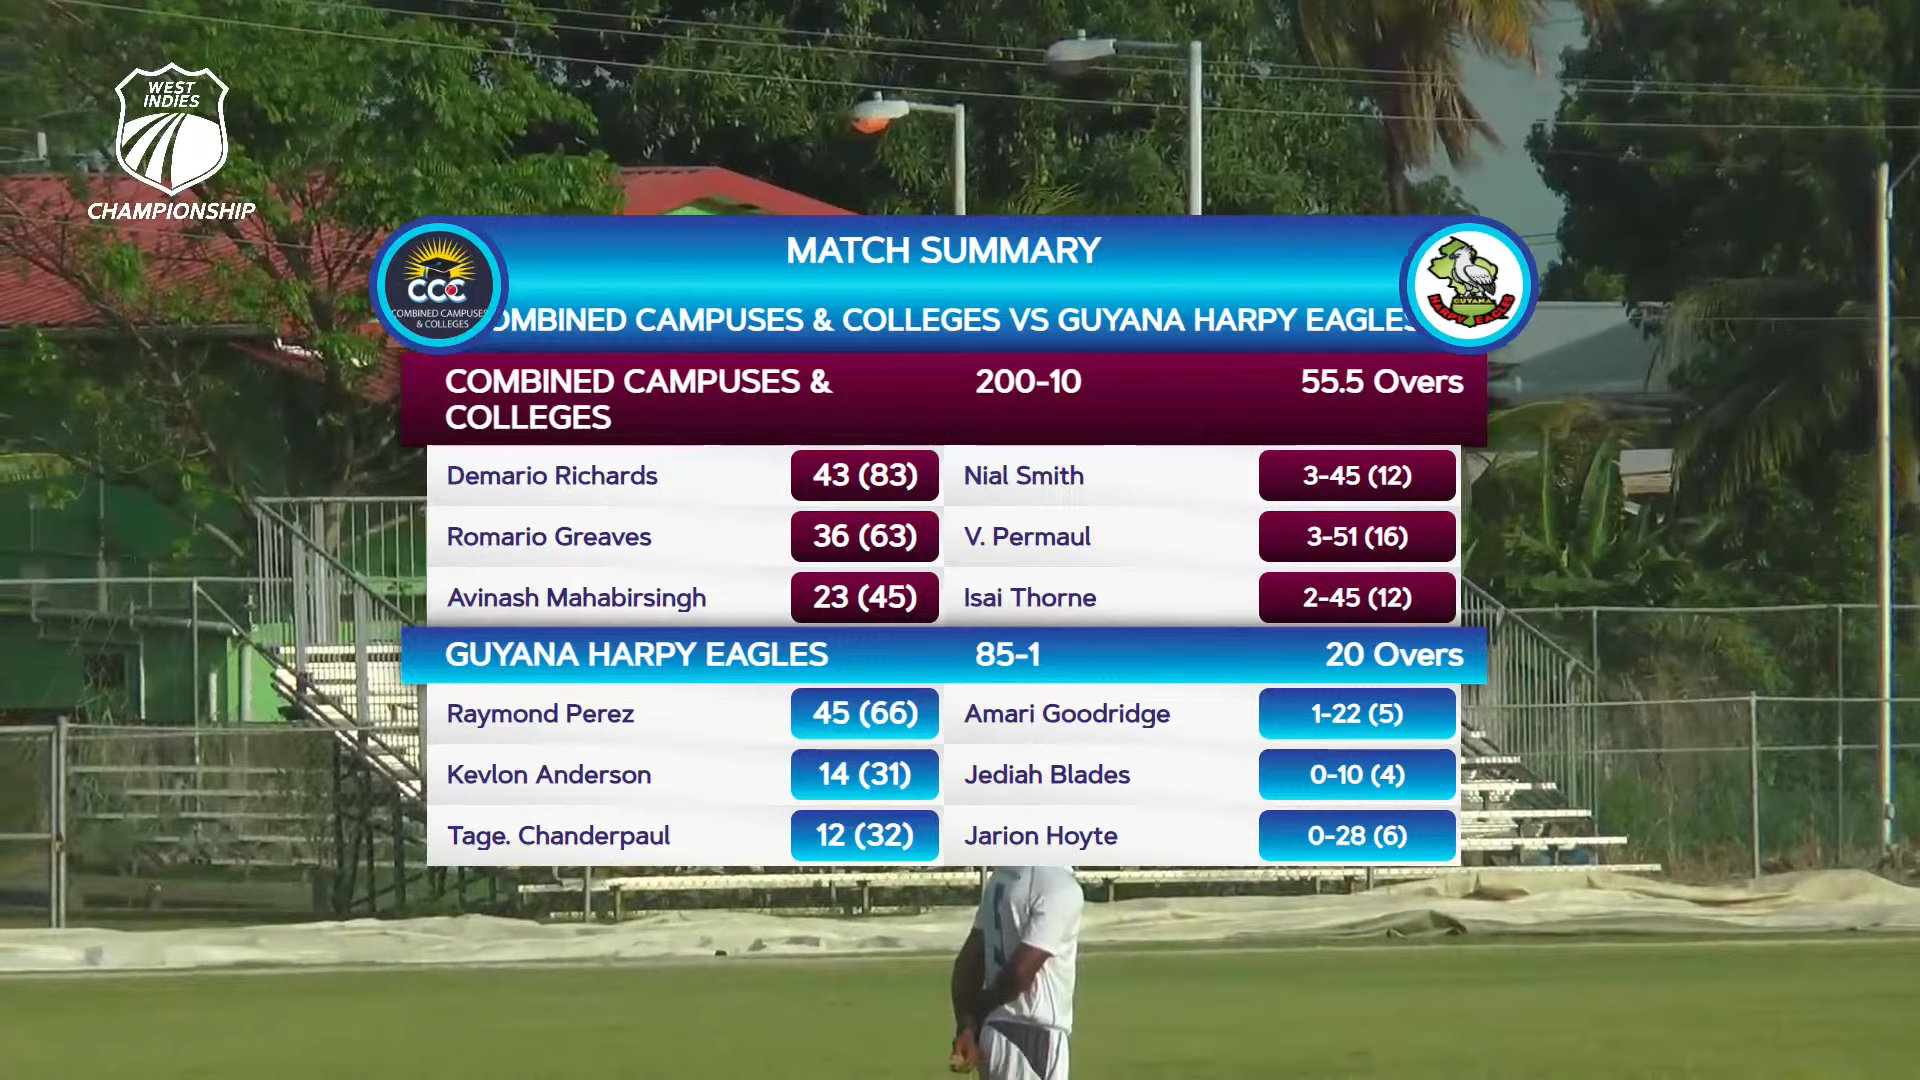 WEST
INDIES
CHAMPIONSHIP
MATCH SUMMARY
CCC
COMBINED CAMPUSES
& COLLEGES
OMBINED CAMPUSES & COLLEGES VS GUYANA HARPY EAGLES
GUYANA
HARPY EAGLES
COMBINED CAMPUSES & 200-10 55.5 Overs
COLLEGES
Demario Richards 43 (83) Nial Smith 3-45 (12)
Romario Greaves 36 (63) V. Permaul 3-51 (16)
Avinash Mahabirsingh 23 (45) Isai Thorne 2-45 (12)
GUYANA HARPY EAGLES 85-1 20 Overs
Raymond Perez 45 (66) Amari Goodridge 1-22 (5)
Kevlon Anderson 14 (31) Jediah Blades 0-10 (4)
Tage. Chanderpaul 12 (32) Jarion Hoyte 0-28 (6)